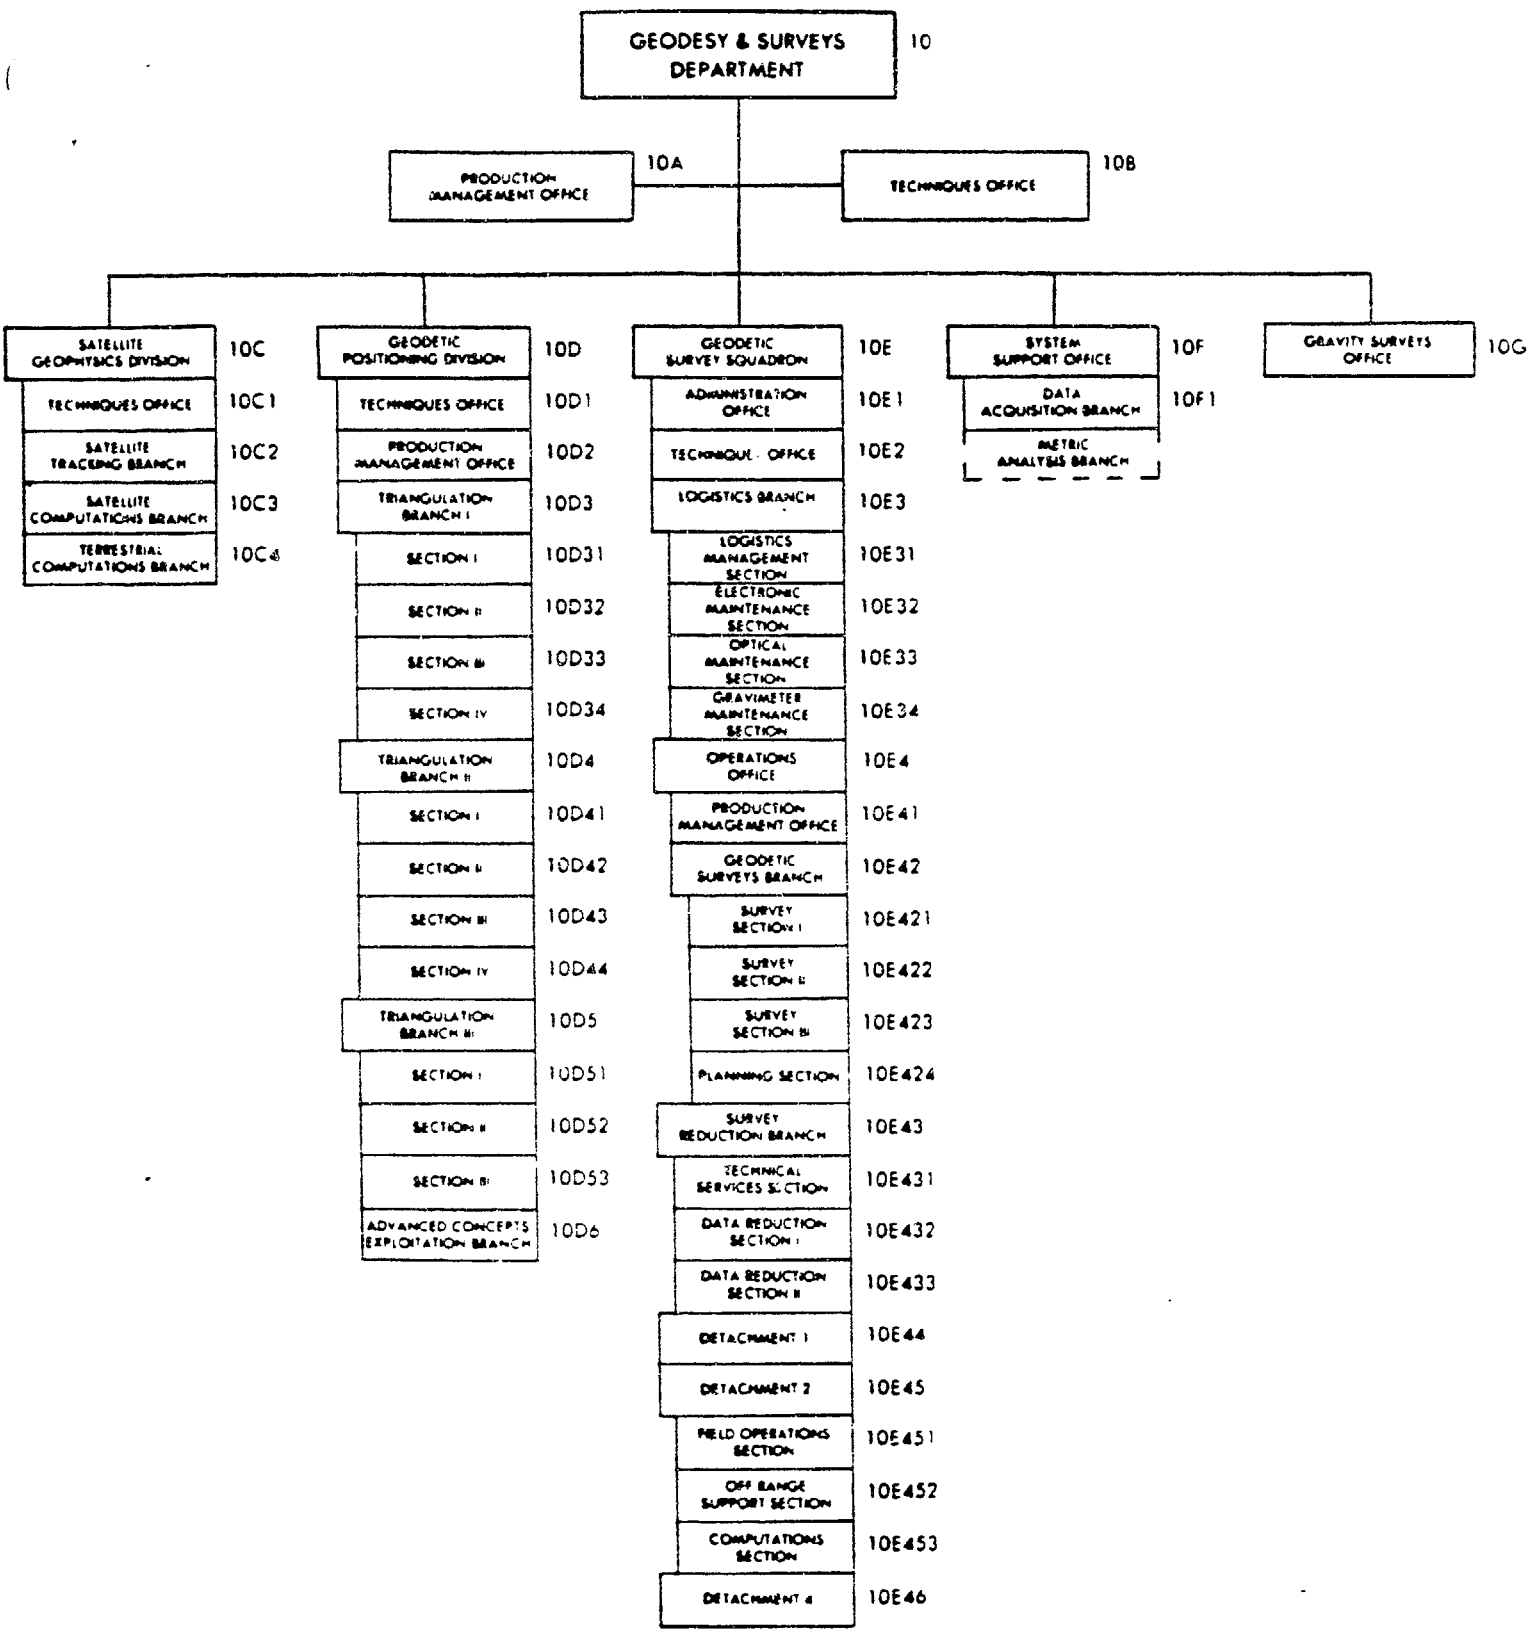 GEODESY & SURVEYS
DEPARTMENT
10
PRODUCTION
MANAGEMENT OFFICE
10A
TECHNIQUES OFFICE
10B
SATELLITE
GEOPHYSICS DIVISION
10C
TECHNIQUES OFFICE
10C1
SATELLITE
TRACKING BRANCH
10C2
SATELLITE
COMPUTATIONS BRANCH
10C3
TERRESTRIAL
COMPUTATIONS BRANCH
10C4
GEODETIC
POSITIONING DIVISION
10D
TECHNIQUES OFFICE
10D1
PRODUCTION
MANAGEMENT OFFICE
10D2
TRIANGULATION
BRANCH I
10D3
SECTION I
10D31
SECTION II
10D32
SECTION III
10D33
SECTION IV
10D34
TRIANGULATION
BRANCH II
10D4
SECTION I
10D41
SECTION II
10D42
SECTION III
10D43
SECTION IV
10D44
TRIANGULATION
BRANCH III
10D5
SECTION I
10D51
SECTION II
10D52
SECTION III
10D53
ADVANCED CONCEPTS
EXPLOITATION BRANCH
10D6
GEODETIC
SURVEY SQUADRON
10E
ADMINISTRATION
OFFICE
10E1
TECHNIQUE OFFICE
10E2
LOGISTICS BRANCH
10E3
LOGISTICS
MANAGEMENT
SECTION
10E31
ELECTRONIC
MAINTENANCE
SECTION
10E32
OPTICAL
MAINTENANCE
SECTION
10E33
GRAVIMETER
MAINTENANCE
SECTION
10E34
OPERATIONS
OFFICE
10E4
PRODUCTION
MANAGEMENT OFFICE
10E41
GEODETIC
SURVEYS BRANCH
10E42
SURVEY
SECTION I
10E421
SURVEY
SECTION II
10E422
SURVEY
SECTION III
10E423
PLANNING SECTION
10E424
SURVEY
REDUCTION BRANCH
10E43
TECHNICAL
SERVICES SECTION
10E431
DATA REDUCTION
SECTION I
10E432
DATA REDUCTION
SECTION II
10E433
DETACHMENT 1
10E44
DETACHMENT 2
10E45
FIELD OPERATIONS
SECTION
10E451
OFF RANGE
SUPPORT SECTION
10E452
COMPUTATIONS
SECTION
10E453
DETACHMENT 4
10E46
SYSTEM
SUPPORT OFFICE
10F
DATA
ACQUISITION BRANCH
10F1
METRIC
ANALYSIS BRANCH
GRAVITY SURVEYS
OFFICE
10G